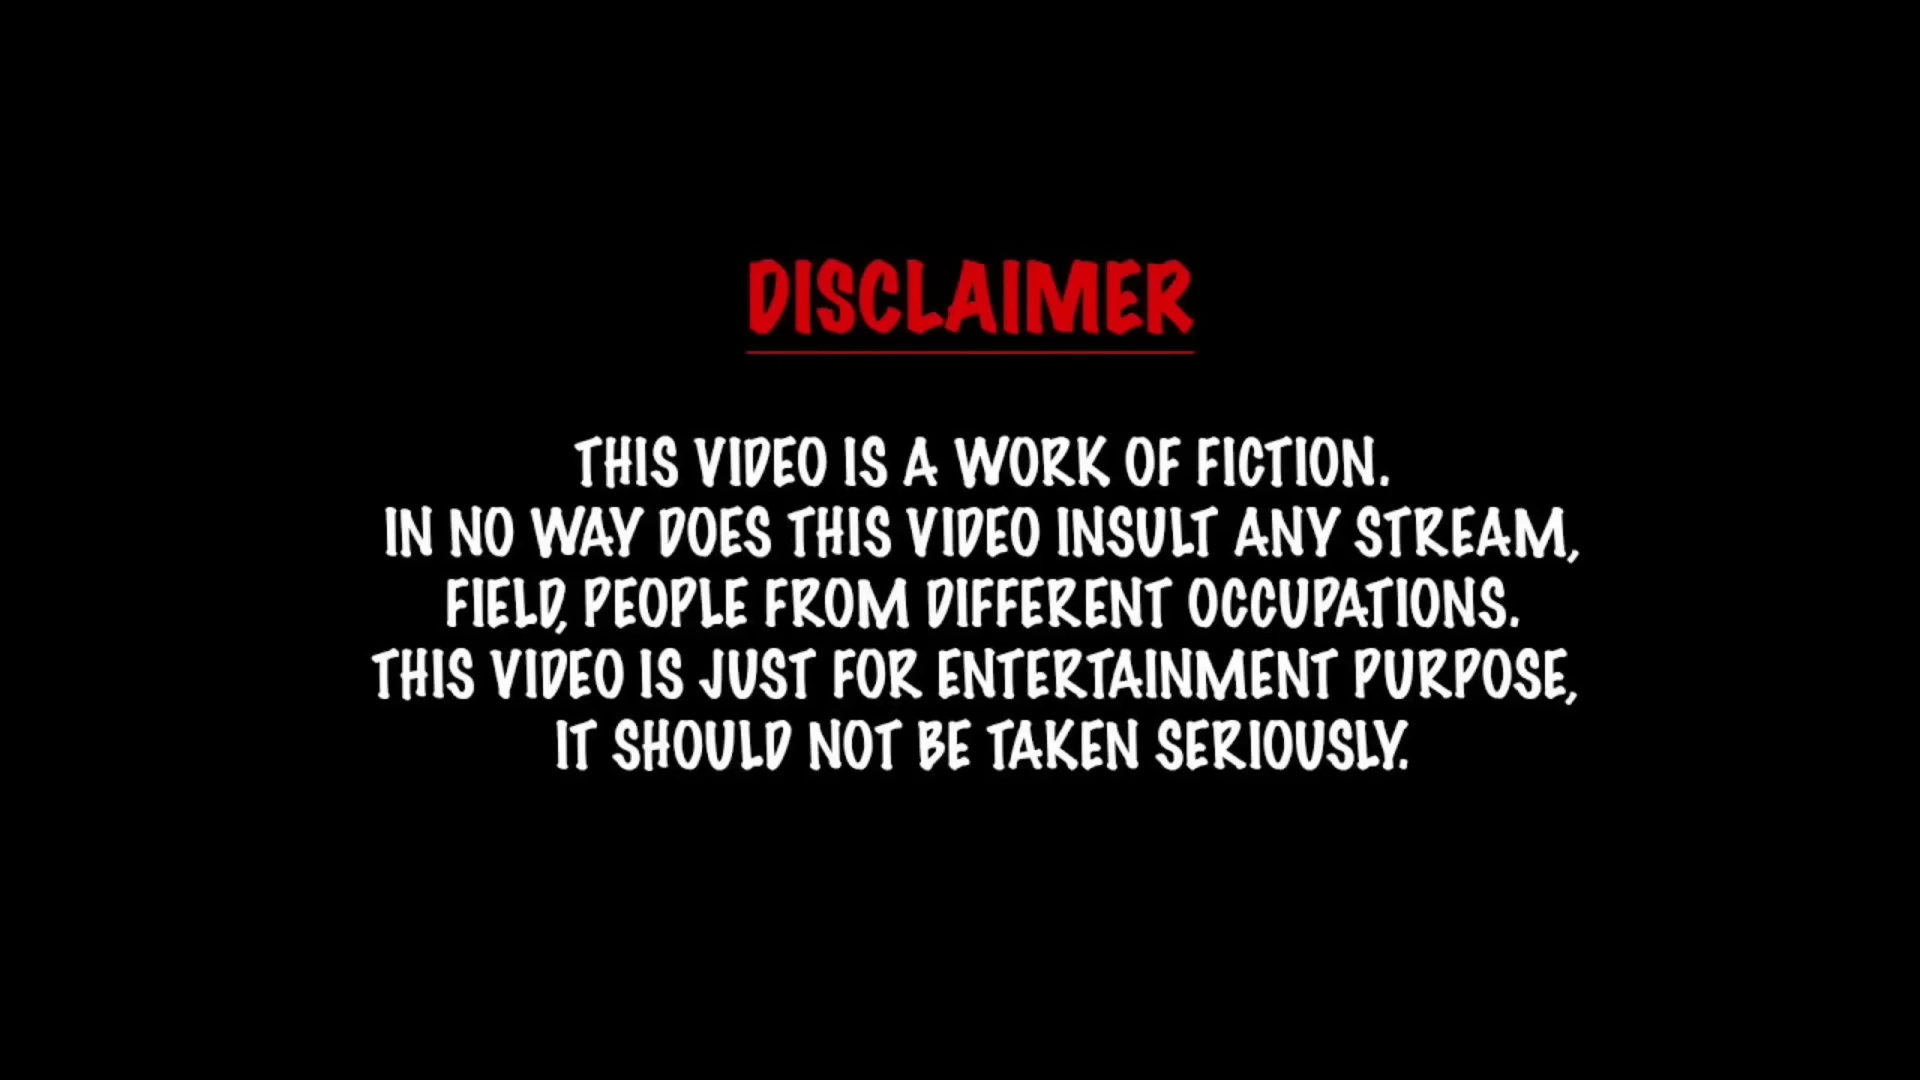 DISCLAIMER
THIS VIDEO IS A WORK OF FICTION.
IN NO WAY DOES THIS VIDEO INSULT ANY STREAM,
FIELD, PEOPLE FROM DIFFERENT OCCUPATIONS.
THIS VIDEO IS JUST FOR ENTERTAINMENT PURPOSE,
IT SHOULD NOT BE TAKEN SERIOUSLY.